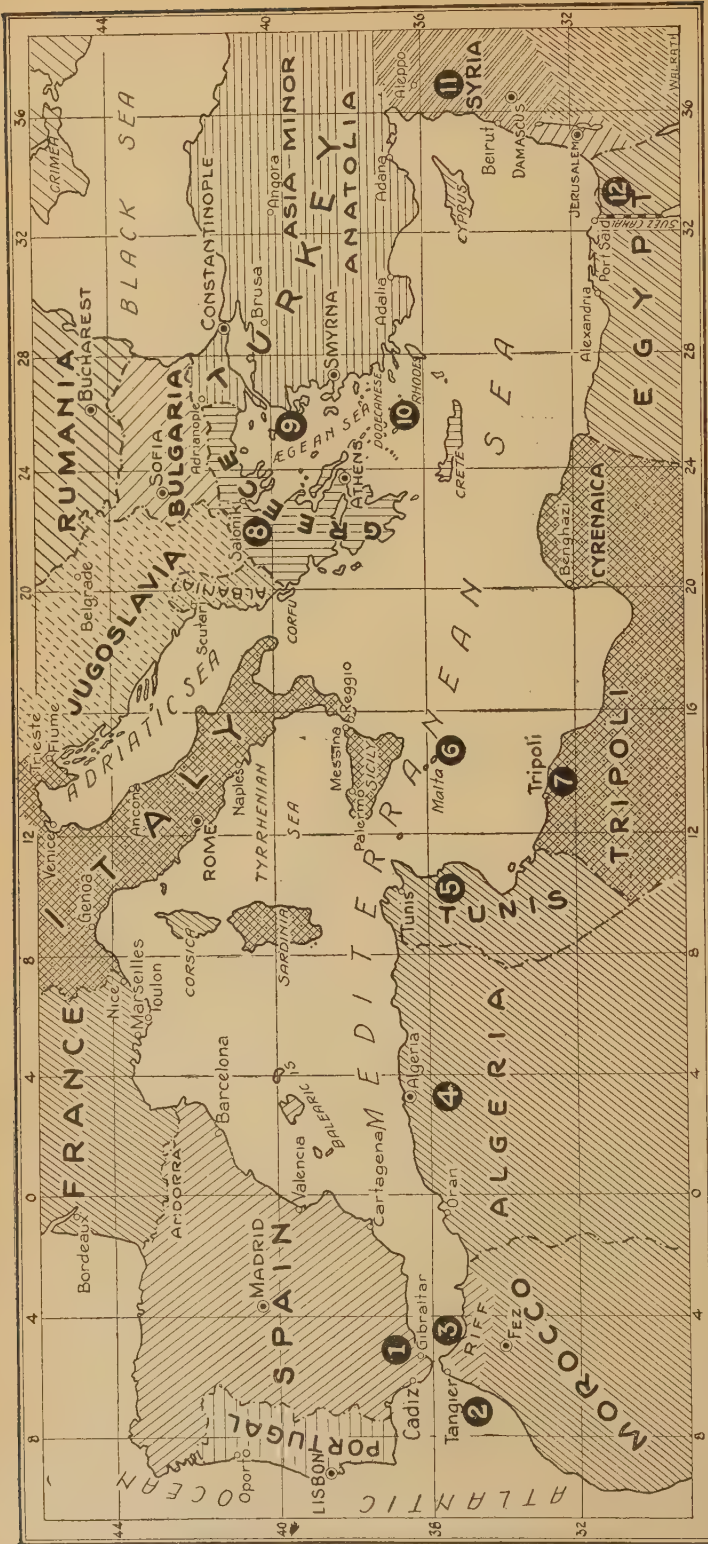 8
4
0
4
8
12
16
20
24
28
32
36
44
40
36
32
44
40
36
32
ATLANTIC OCEAN
PORTUGAL
Oporto
LISBON
SPAIN
MADRID
Cadiz
Gibraltar
Cartagena
Valencia
Barcelona
ANDORRA
BALEARIC IS
FRANCE
Bordeaux
Marseilles
Toulon
Nice
CORSICA
SARDINIA
ITALY
Genoa
Venice
Trieste
Fiume
Ancona
ROME
Naples
TYRRHENIAN
SEA
Messina
Reggio
Palermo
SICILY
ADRIATIC SEA
JUGOSLAVIA
Belgrade
Scutari
ALBANIA
CORFU
RUMANIA
BUCHAREST
BULGARIA
SOFIA
Adrianople
GREECE
Saloniki
ATHENS
ÆGEAN SEA
DODECANESE
RHODES
CRETE
BLACK SEA
CRIMEA
CONSTANTINOPLE
TURKEY
ASIA MINOR
ANATOLIA
Angora
Brusa
SMYRNA
Adalia
Adana
CYPRUS
SYRIA
Aleppo
Beirut
DAMASCUS
JERUSALEM
MEDITERRANEAN SEA
Malta
MOROCCO
Tangier
RIFF
FEZ
ALGERIA
Algeria
Oran
TUNIS
Tunis
TRIPOLI
Tripoli
CYRENAICA
Benghazi
EGYPT
Alexandria
Port Said
SUEZ CANAL
WALRATH
1
2
3
4
5
6
7
8
9
10
11
12